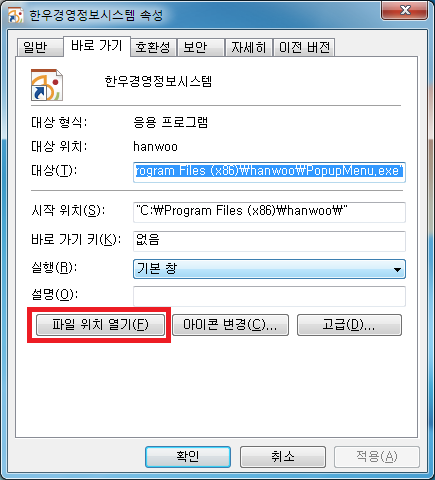 한우경영정보시스템 속성
일반 바로 가기 호환성 보안 자세히 이전 버전
한우경영정보시스템
대상 형식: 응용 프로그램
대상 위치: hanwoo
대상(T): rogram Files (x86)₩hanwoo₩PopupMenu.exe"
시작 위치(S): "C:₩Program Files (x86)₩hanwoo₩"
바로 가기 키(K): 없음
실행(R): 기본 창
설명(O):
파일 위치 열기(F) 아이콘 변경(C)... 고급(D)...
확인 취소 적용(A)